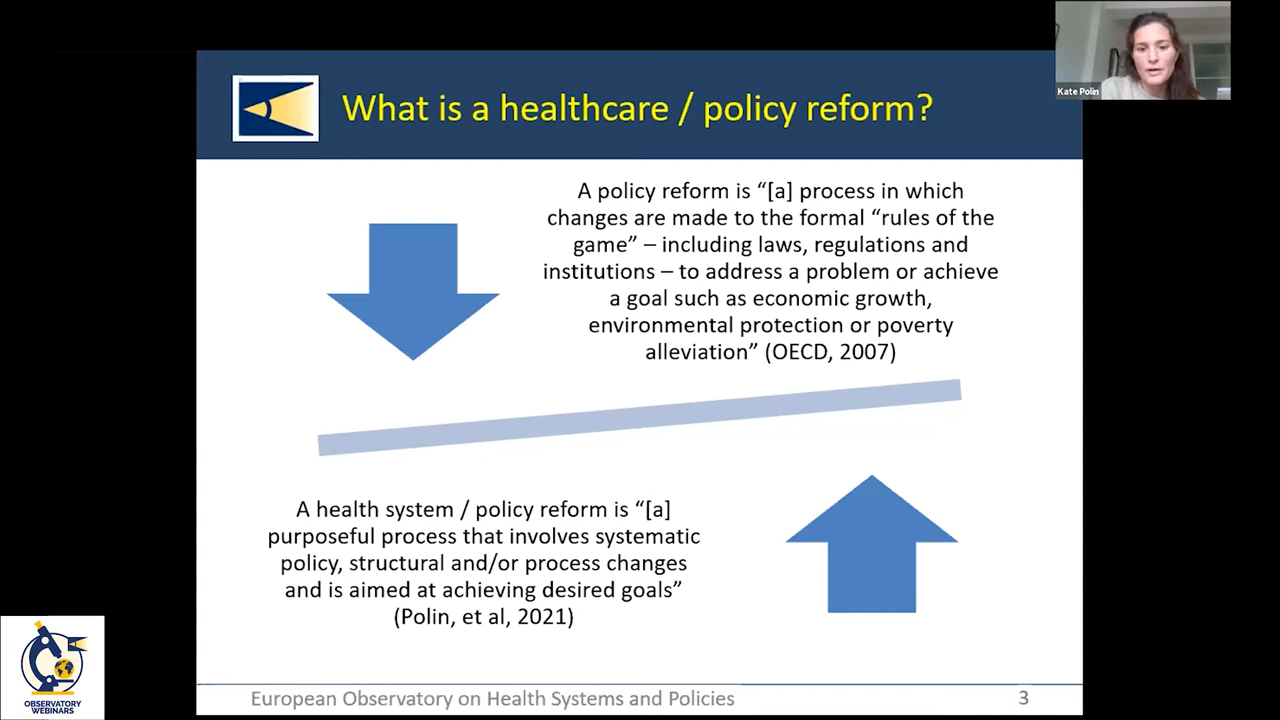 Kate Polin
What is a healthcare / policy reform?
A policy reform is “[a] process in which
changes are made to the formal “rules of the
game” – including laws, regulations and
institutions – to address a problem or achieve
a goal such as economic growth,
environmental protection or poverty
alleviation” (OECD, 2007)
A health system / policy reform is “[a]
purposeful process that involves systematic
policy, structural and/or process changes
and is aimed at achieving desired goals”
(Polin, et al, 2021)
OBSERVATORY
WEBINARS
European Observatory on Health Systems and Policies
3